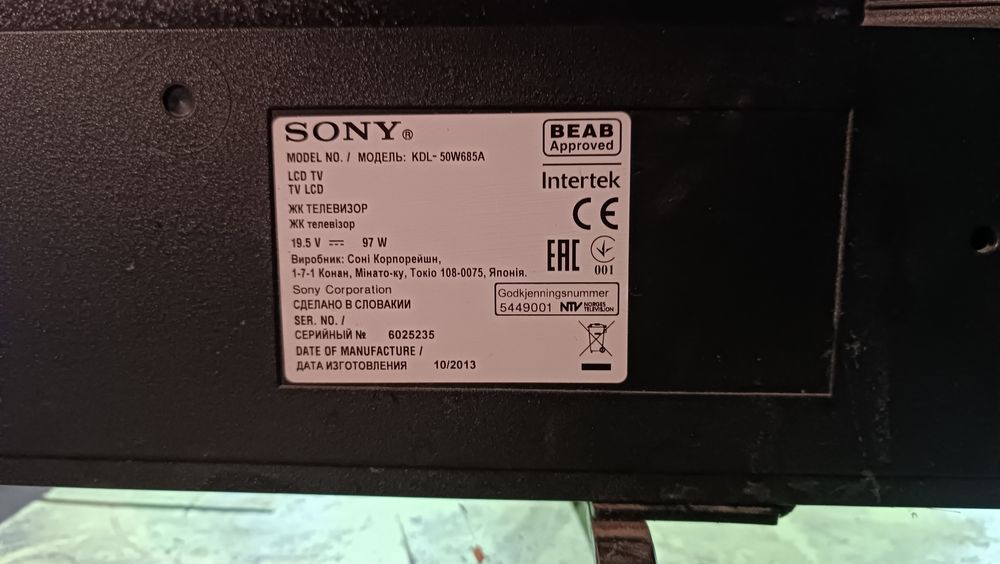 SONY®
BEAB
Approved
MODEL NO. / МОДЕЛЬ: KDL- 50W685A
Intertek
LCD TV
TV LCD
CE
ЖК ТЕЛЕВИЗОР
ЖК телевізор
19.5 V ⎓ 97 W
EAC
001
Виробник: Соні Корпорейшн,
1-7-1 Конан, Мінато-ку, Токіо 108-0075, Японія.
Sony Corporation
СДЕЛАНО В СЛОВАКИИ
Godkjenningsnummer
5449001 NTV NORGES TELEVISION
SER. NO. /
СЕРИЙНЫЙ № 6025235
DATE OF MANUFACTURE /
ДАТА ИЗГОТОВЛЕНИЯ 10/2013